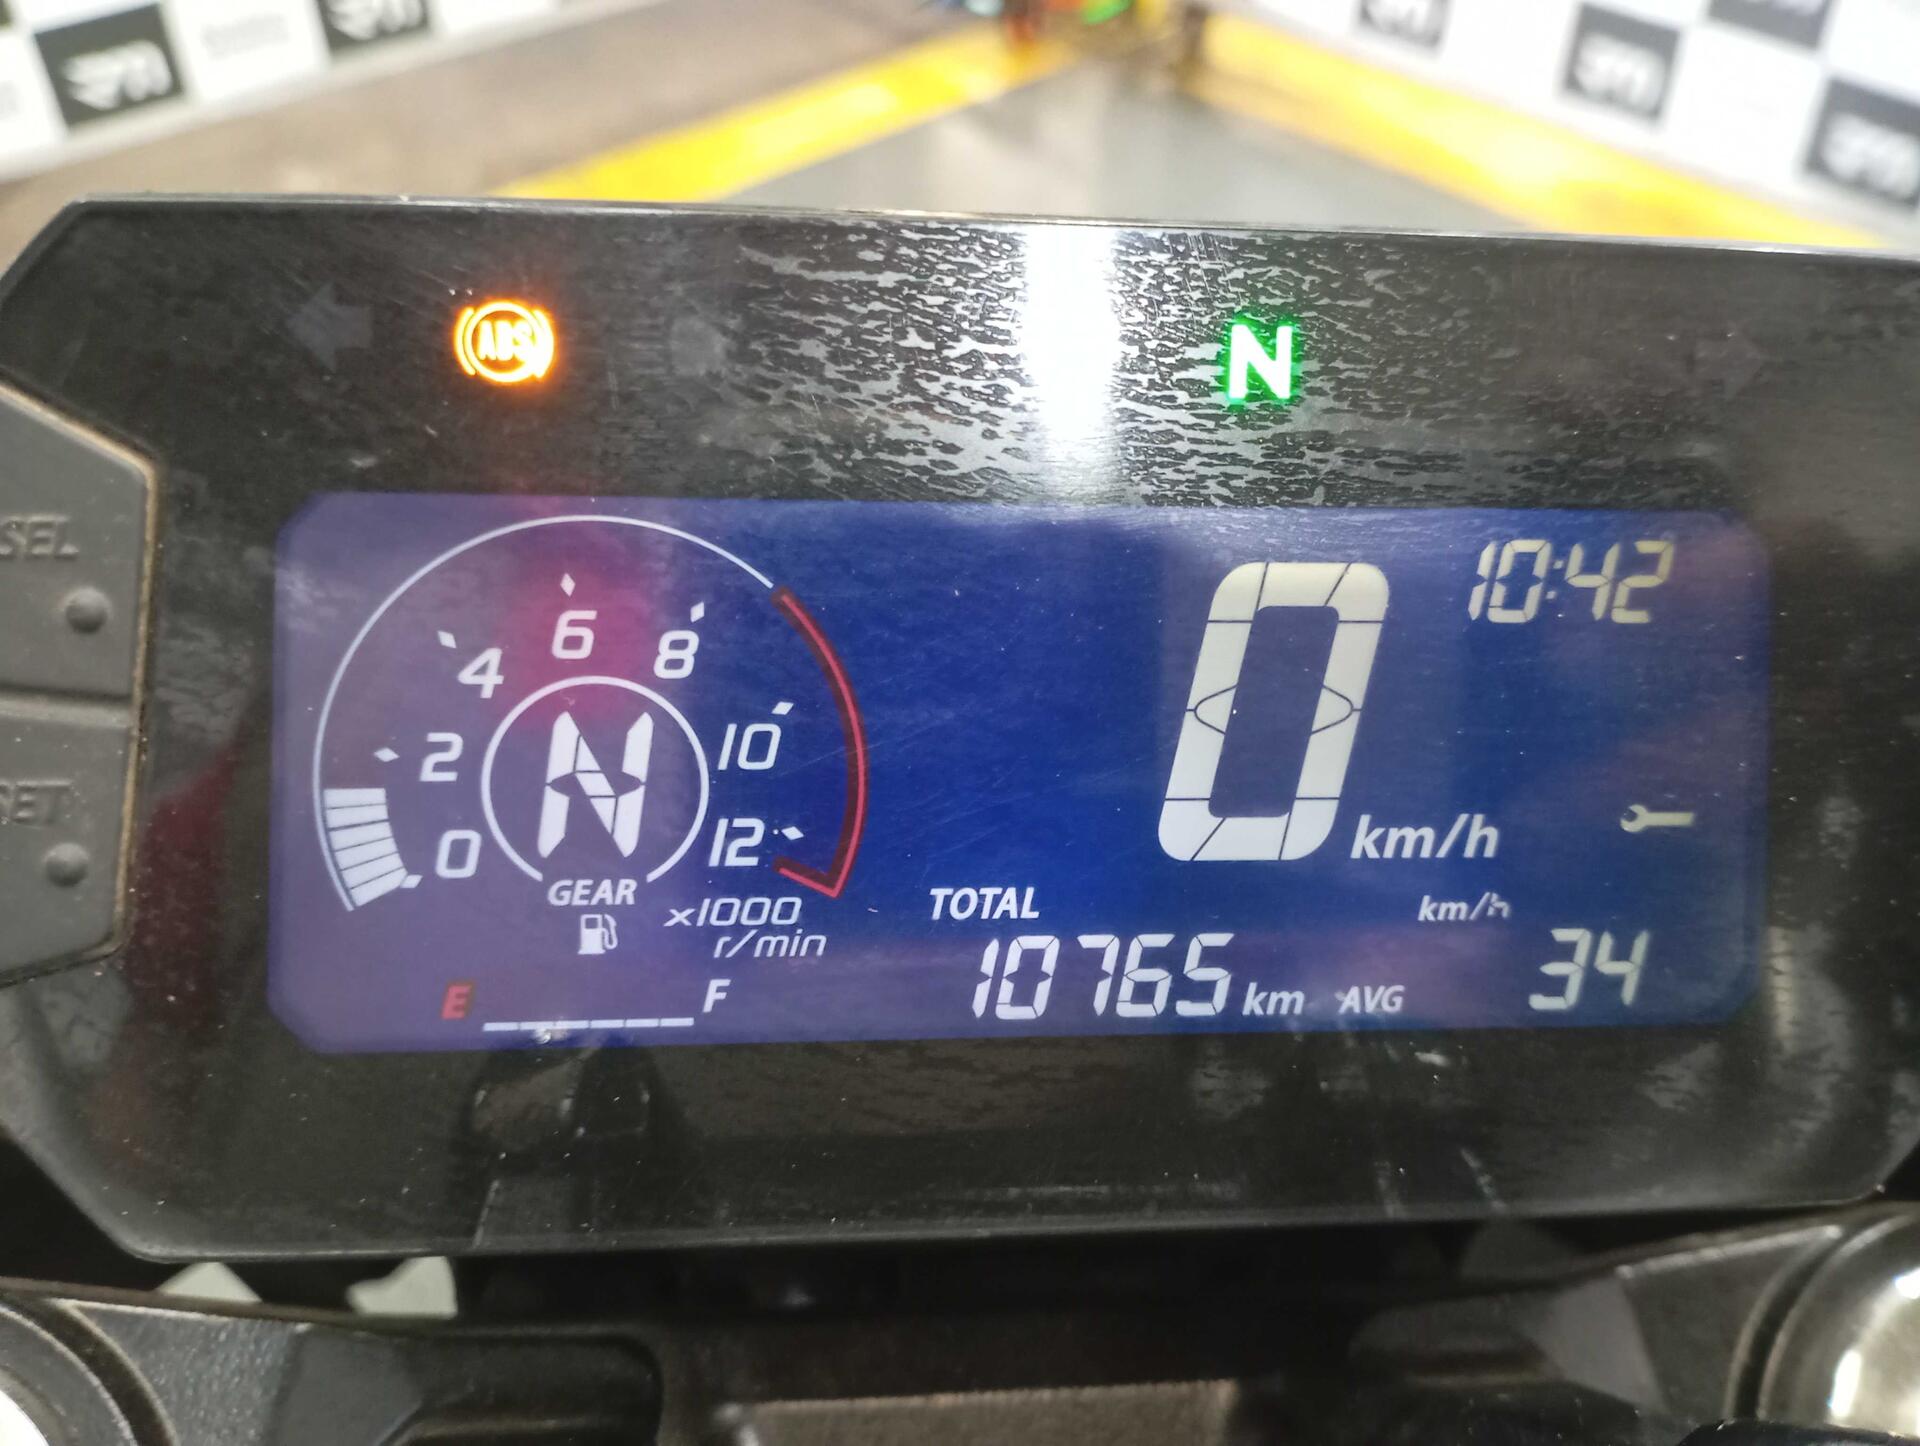 ABS
N
SEL
SET
10:42
0 km/h
0
2
4
6
8
10
12
N
GEAR
x1000
r/min
E F
TOTAL
10765 km
km/h
AVG 34